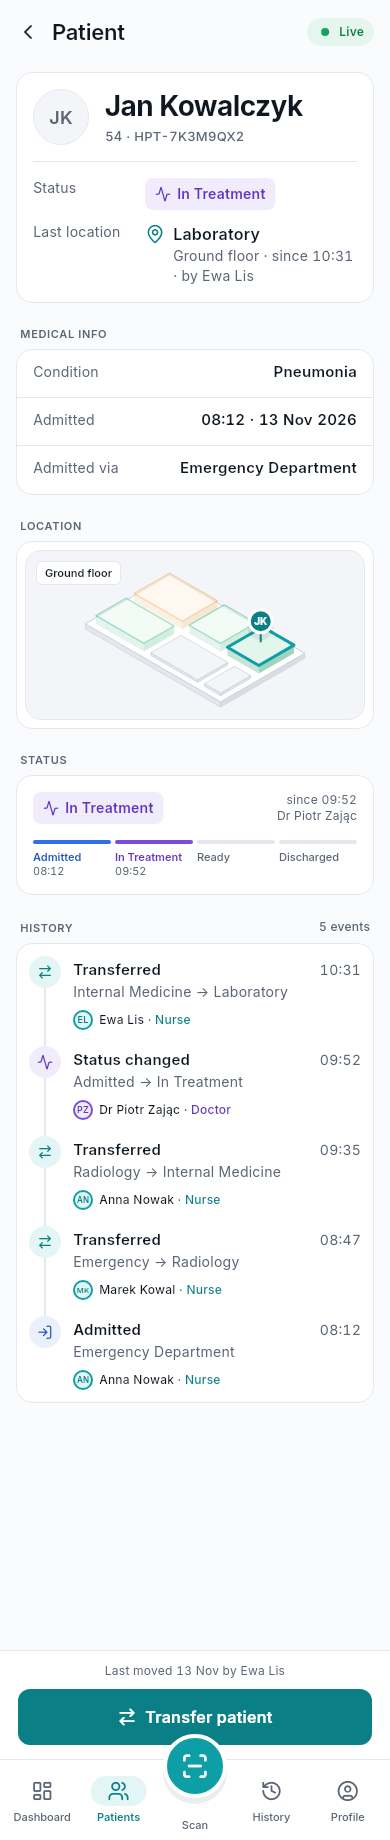 Patient
Live
JK
Jan Kowalczyk
54 · HPT-7K3M9QX2
Status
In Treatment
Last location
Laboratory
Ground floor · since 10:31
· by Ewa Lis
MEDICAL INFO
Condition
Pneumonia
Admitted
08:12 · 13 Nov 2026
Admitted via
Emergency Department
LOCATION
Ground floor
JK
STATUS
In Treatment
since 09:52
Dr Piotr Zając
Admitted
08:12
In Treatment
09:52
Ready
Discharged
HISTORY
5 events
Transferred
10:31
Internal Medicine → Laboratory
EL
Ewa Lis · Nurse
Status changed
09:52
Admitted → In Treatment
PZ
Dr Piotr Zając · Doctor
Transferred
09:35
Radiology → Internal Medicine
AN
Anna Nowak · Nurse
Transferred
08:47
Emergency → Radiology
MK
Marek Kowal · Nurse
Admitted
08:12
Emergency Department
AN
Anna Nowak · Nurse
Last moved 13 Nov by Ewa Lis
Transfer patient
Dashboard
Patients
Scan
History
Profile